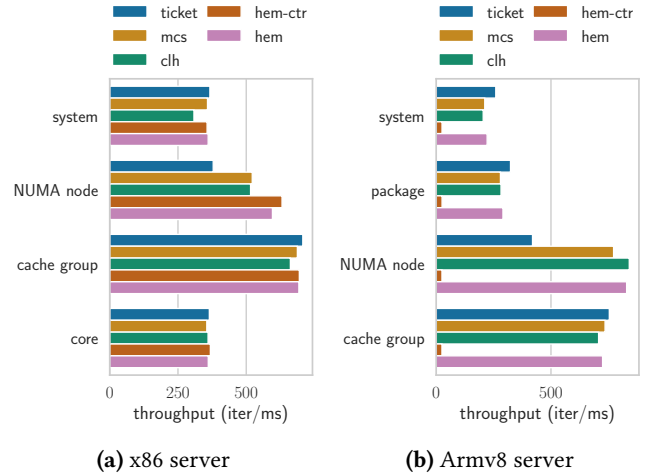 ticket hem-ctr
mcs hem
clh
system
NUMA node
cache group
core
0 250 500
throughput (iter/ms)
(a) x86 server
ticket hem-ctr
mcs hem
clh
system
package
NUMA node
cache group
0 500
throughput (iter/ms)
(b) Armv8 server